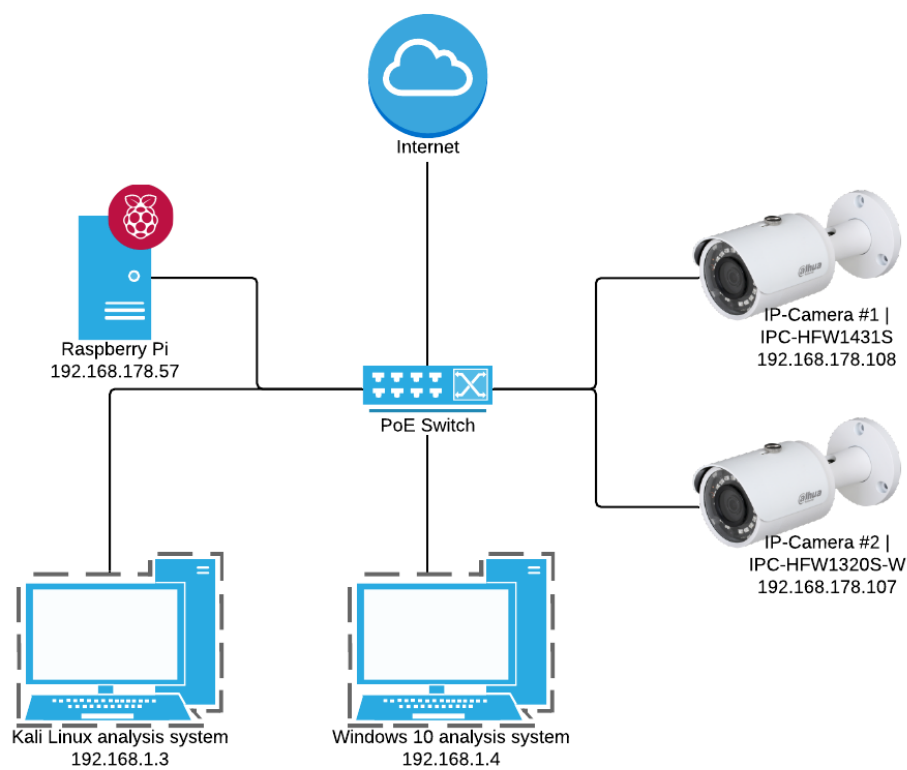 Internet
Raspberry Pi
192.168.178.57
alhua
IP-Camera #1 |
IPC-HFW1431S
192.168.178.108
PoE Switch
alhua
IP-Camera #2 |
IPC-HFW1320S-W
192.168.178.107
Kali Linux analysis system
192.168.1.3
Windows 10 analysis system
192.168.1.4